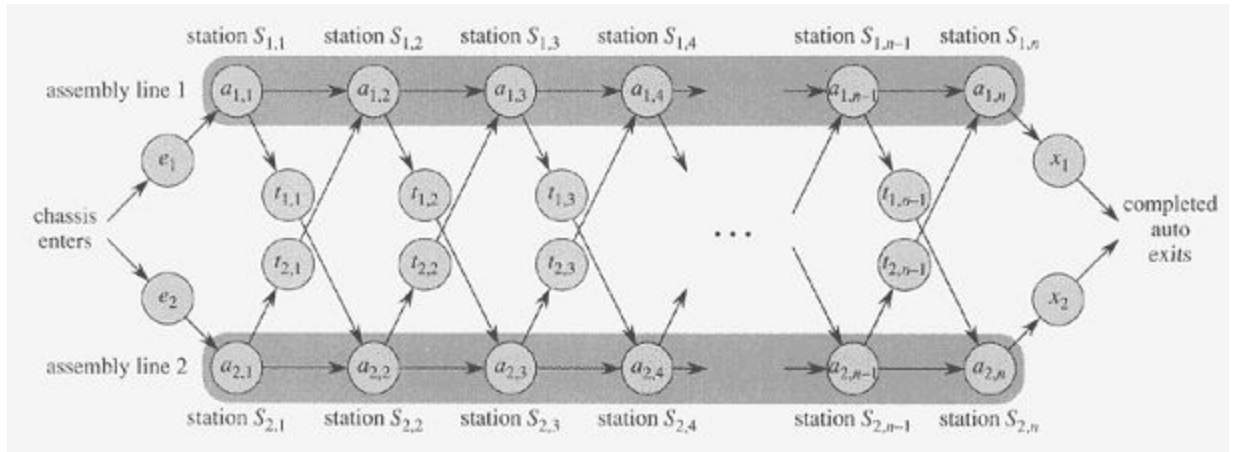 station S1,1 station S1,2 station S1,3 station S1,4 station S1,n–1 station S1,n
assembly line 1 a1,1 a1,2 a1,3 a1,4 a1,n–1 a1,n
e1 x1
t1,1 t1,2 t1,3 t1,n–1
chassis
enters
completed
auto
exits
...
t2,1 t2,2 t2,3 t2,n–1
e2 x2
assembly line 2 a2,1 a2,2 a2,3 a2,4 a2,n–1 a2,n
station S2,1 station S2,2 station S2,3 station S2,4 station S2,n–1 station S2,n